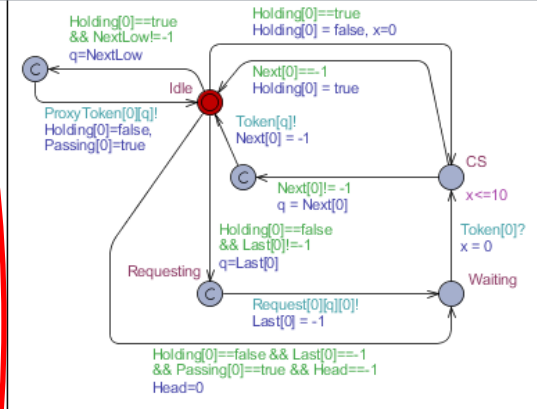 Holding[0]==true
Holding[0] = false, x=0
Holding[0]==true
&& NextLow!=-1
q=NextLow
C
Idle
Next[0]==-1
Holding[0] = true
ProxyToken[0][q]!
Holding[0]=false,
Passing[0]=true
Token[q]!
Next[0] = -1
C
CS
x<=10
Next[0]!= -1
q = Next[0]
Holding[0]==false
&& Last[0]!=-1
q=Last[0]
Token[0]?
x = 0
Requesting
C
Waiting
Request[0][q][0]!
Last[0] = -1
Holding[0]==false && Last[0]==-1
&& Passing[0]==true && Head==-1
Head=0